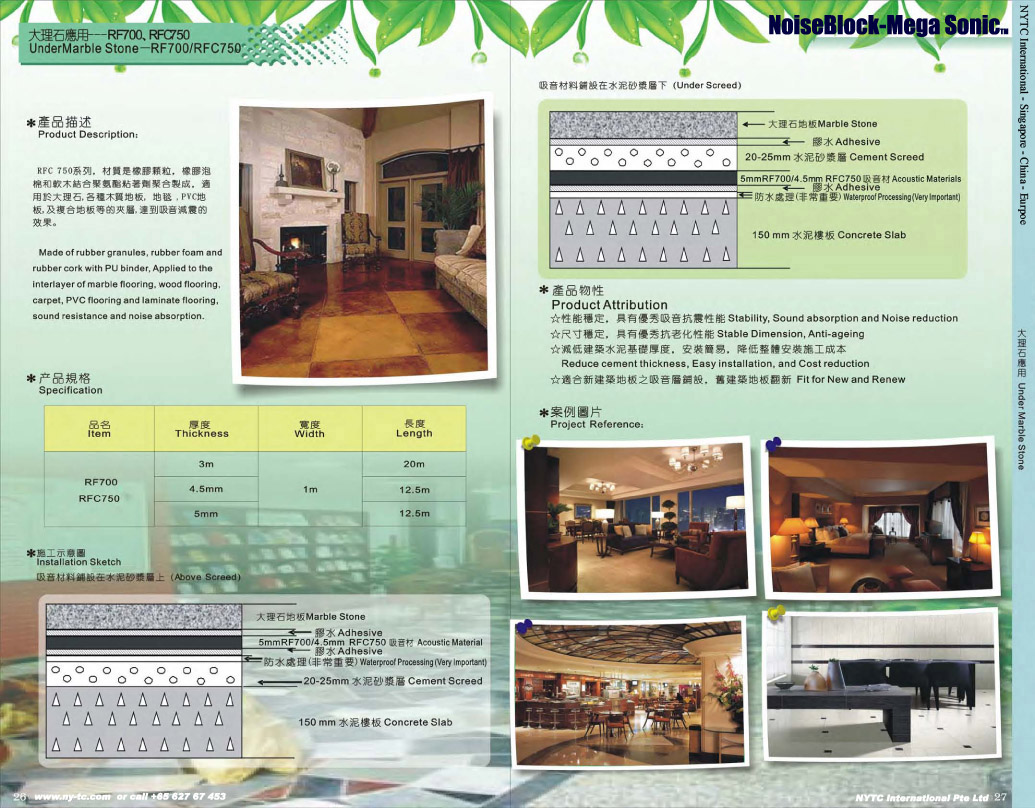 大理石應用---RF700, RFC750
UnderMarble Stone—RF700/RFC750
*產品描述
Product Description:
RFC 750系列, 材質是橡膠顆粒, 橡膠泡
棉和軟木結合聚氨酯粘著劑聚合製成, 適
用於大理石,各種木質地板, 地毯 , PVC地
板,及複合地板等的夾層,達到吸音減震的
效果。
Made of rubber granules, rubber foam and
rubber cork with PU binder, Applied to the
interlayer of marble flooring, wood flooring,
carpet, PVC flooring and laminate flooring,
sound resistance and noise absorption.
*产品規格
Specification
品名 厚度 寬度 長度
Item Thickness Width Length
RF700
RFC750
3m 20m
4.5mm 1m 12.5m
5mm 12.5m
*施工示意圖
Installation Sketch
吸音材料鋪設在水泥砂漿層上 (Above Screed)
大理石地板Marble Stone
膠水 Adhesive
5mmRF700/4.5mm RFC750 吸音材 Acoustic Material
膠水 Adhesive
防水處理(非常重要) Waterproof Processing(Very Important)
20-25mm 水泥砂漿層 Cement Screed
150 mm 水泥樓板 Concrete Slab
26 www.ny-tc.com or call +65 627 67 453
NoiseBlock-Mega Sonic™
吸音材料鋪設在水泥砂漿層下 (Under Screed)
大理石地板Marble Stone
膠水 Adhesive
20-25mm 水泥砂漿層 Cement Screed
5mmRF700/4.5mm RFC750吸音材 Acoustic Materials
膠水 Adhesive
防水處理(非常重要) Waterproof Processing(Very Important)
150 mm 水泥樓板 Concrete Slab
*產品物性
Product Attribution
☆性能穩定, 具有優秀吸音抗震性能 Stability, Sound absorption and Noise reduction
☆尺寸穩定, 具有優秀抗老化性能 Stable Dimension, Anti-ageing
☆減低建築水泥基礎厚度, 安裝簡易, 降低整體安裝施工成本
Reduce cement thickness, Easy installation, and Cost reduction
☆適合新建築地板之吸音層鋪設, 舊建築地板翻新 Fit for New and Renew
*案例圖片
Project Reference:
NYTC International Pte Ltd 27
NYTC International - Singapore - China - Eurpoe
大理石應用 Under Marble Stone